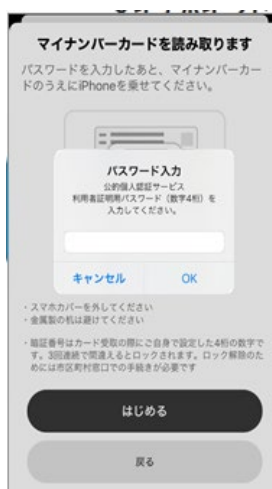 マイナンバーカードを読み取ります
パスワードを入力したあと、マイナンバーカー
ドのうえにiPhoneを乗せてください。
パスワード入力
公的個人認証サービス
利用者証明用パスワード（数字4桁）を
入力してください。
キャンセル
OK
・スマホカバーを外してください
・金属製の机は避けてください
・暗証番号はカード受取の際にご自身で設定した4桁の数字で
す。3回連続で間違えるとロックされます。ロック解除のた
めには市区町村窓口での手続きが必要です
はじめる
戻る